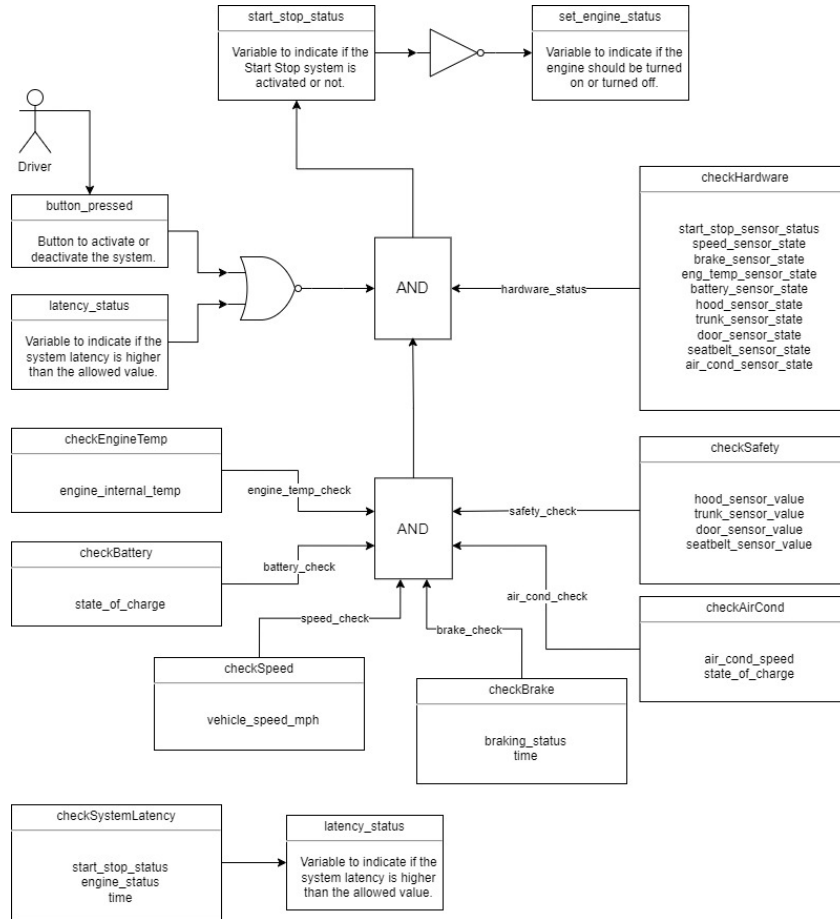 start_stop_status
Variable to indicate if the
Start Stop system is
activated or not.
set_engine_status
Variable to indicate if the
engine should be turned
on or turned off.
Driver
button_pressed
Button to activate or
deactivate the system.
latency_status
Variable to indicate if the
system latency is higher
than the allowed value.
AND
hardware_status
checkHardware
start_stop_sensor_status
speed_sensor_state
brake_sensor_state
eng_temp_sensor_state
battery_sensor_state
hood_sensor_state
trunk_sensor_state
door_sensor_state
seatbelt_sensor_state
air_cond_sensor_state
checkEngineTemp
engine_internal_temp
engine_temp_check
checkBattery
state_of_charge
battery_check
AND
safety_check
checkSafety
hood_sensor_value
trunk_sensor_value
door_sensor_value
seatbelt_sensor_value
air_cond_check
checkAirCond
air_cond_speed
state_of_charge
speed_check
checkSpeed
vehicle_speed_mph
brake_check
checkBrake
braking_status
time
checkSystemLatency
start_stop_status
engine_status
time
latency_status
Variable to indicate if the
system latency is higher
than the allowed value.